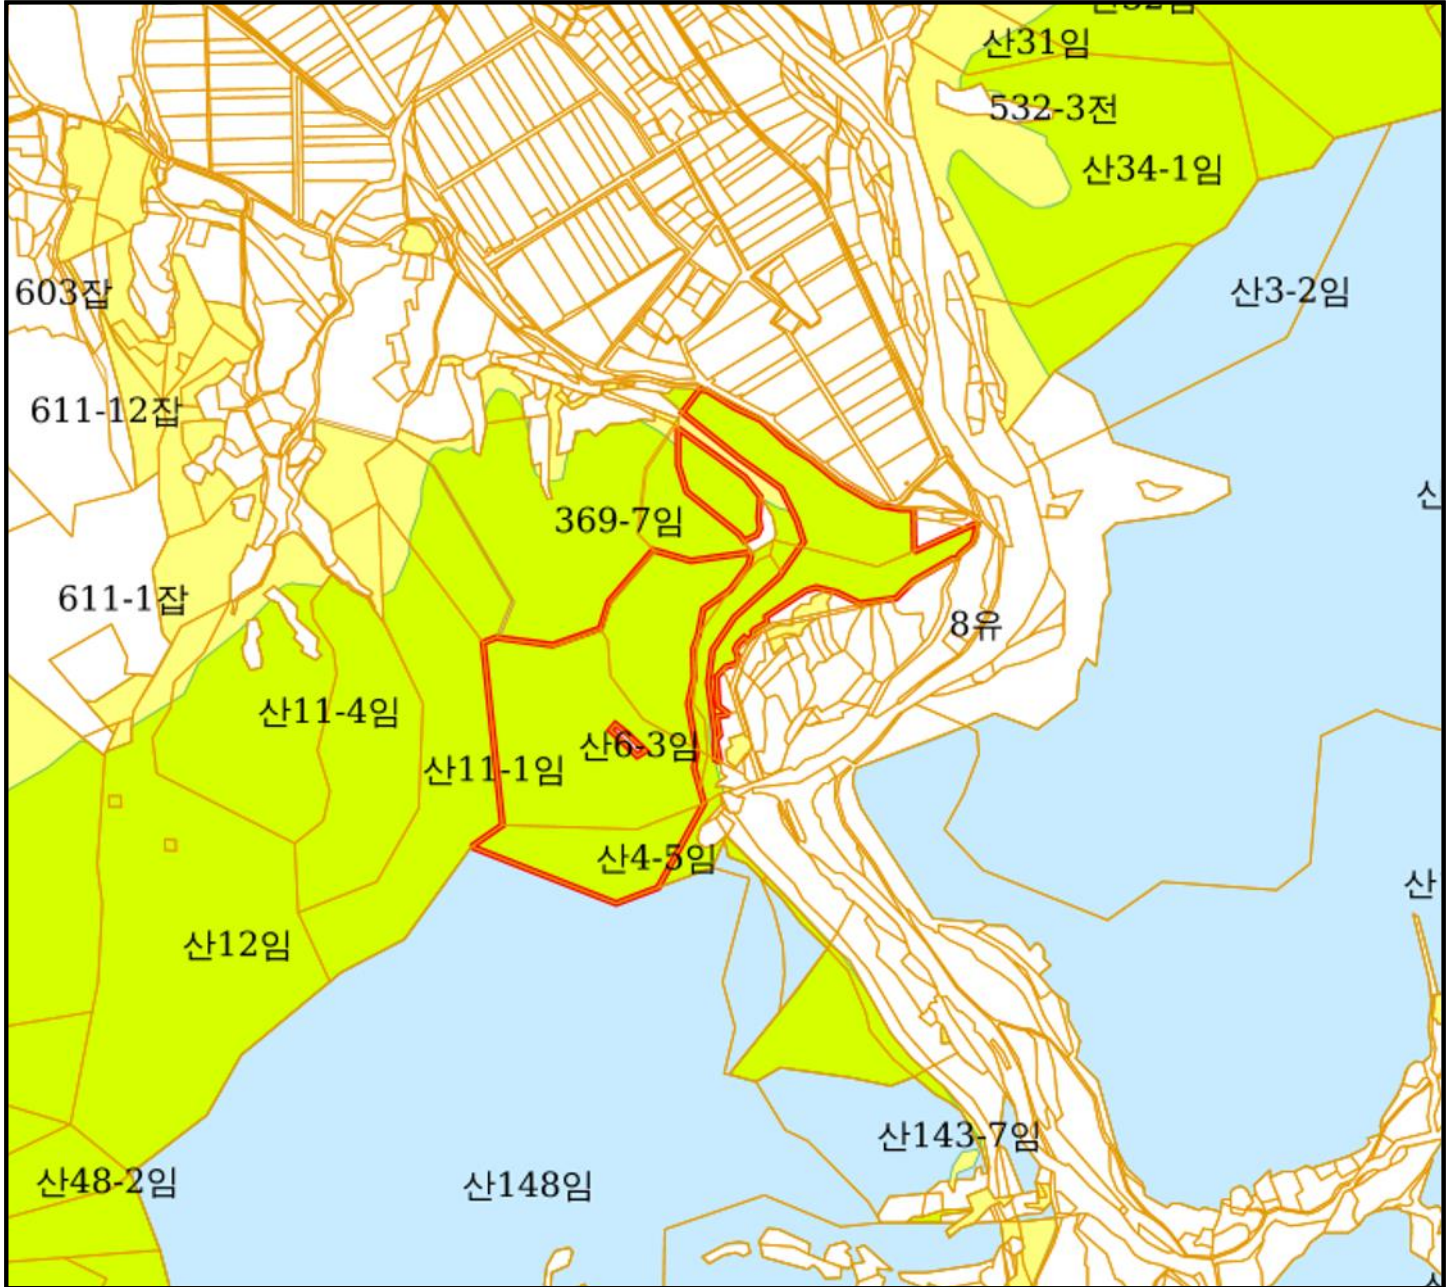 산31임
532-3전
산34-1임
603잡
산3-2임
611-12잡
369-7임
611-1잡
8유
산11-4임
산6-3임
산11-1임
산4-5임
산
산12임
산143-7임
산48-2임
산148임